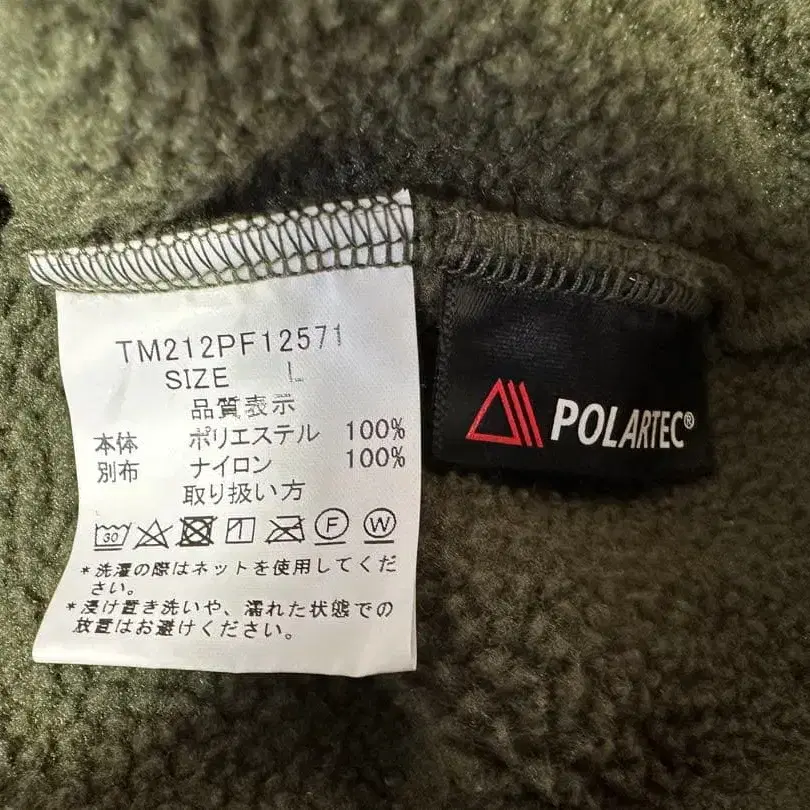 TM212PF12571
SIZE L
品質表示
本体 ポリエステル 100%
別布 ナイロン 100%
取り扱い方
30 F W
*洗濯の際はネットを使用してくだ
さい。
*浸け置き洗いや、濡れた状態での
放置はお避けください。
POLARTEC®